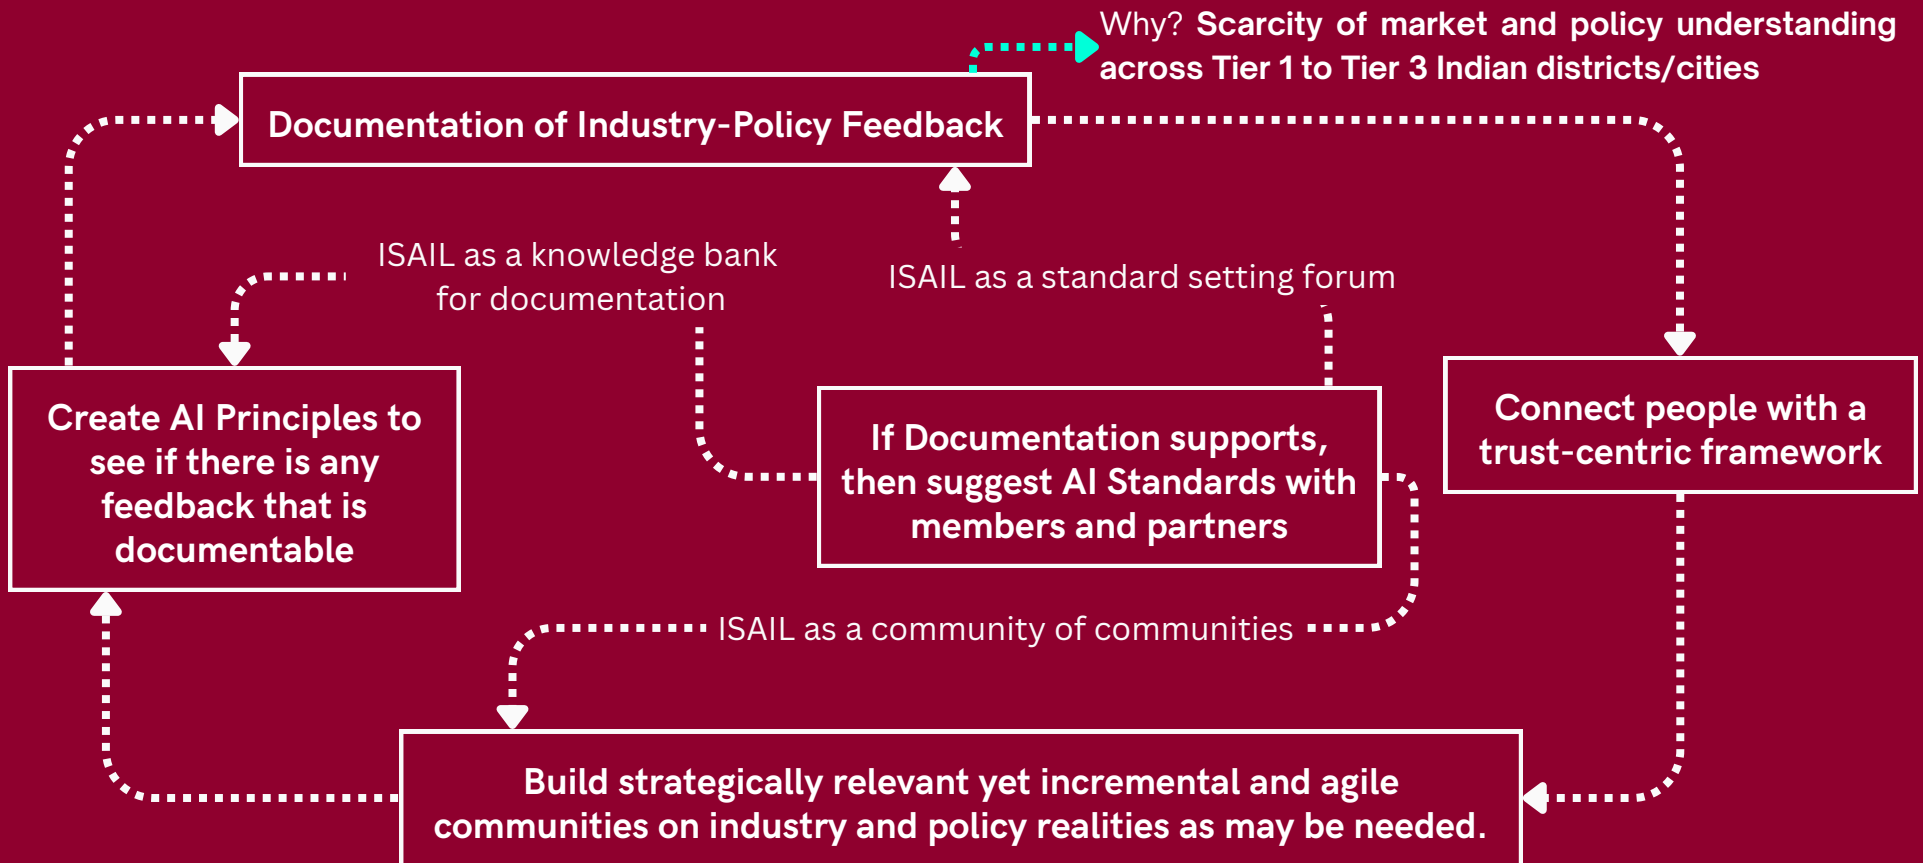 Why? Scarcity of market and policy understanding
across Tier 1 to Tier 3 Indian districts/cities
Documentation of Industry-Policy Feedback
ISAIL as a knowledge bank
for documentation
ISAIL as a standard setting forum
Create AI Principles to
see if there is any
feedback that is
documentable
If Documentation supports,
then suggest AI Standards with
members and partners
Connect people with a
trust-centric framework
ISAIL as a community of communities
Build strategically relevant yet incremental and agile
communities on industry and policy realities as may be needed.